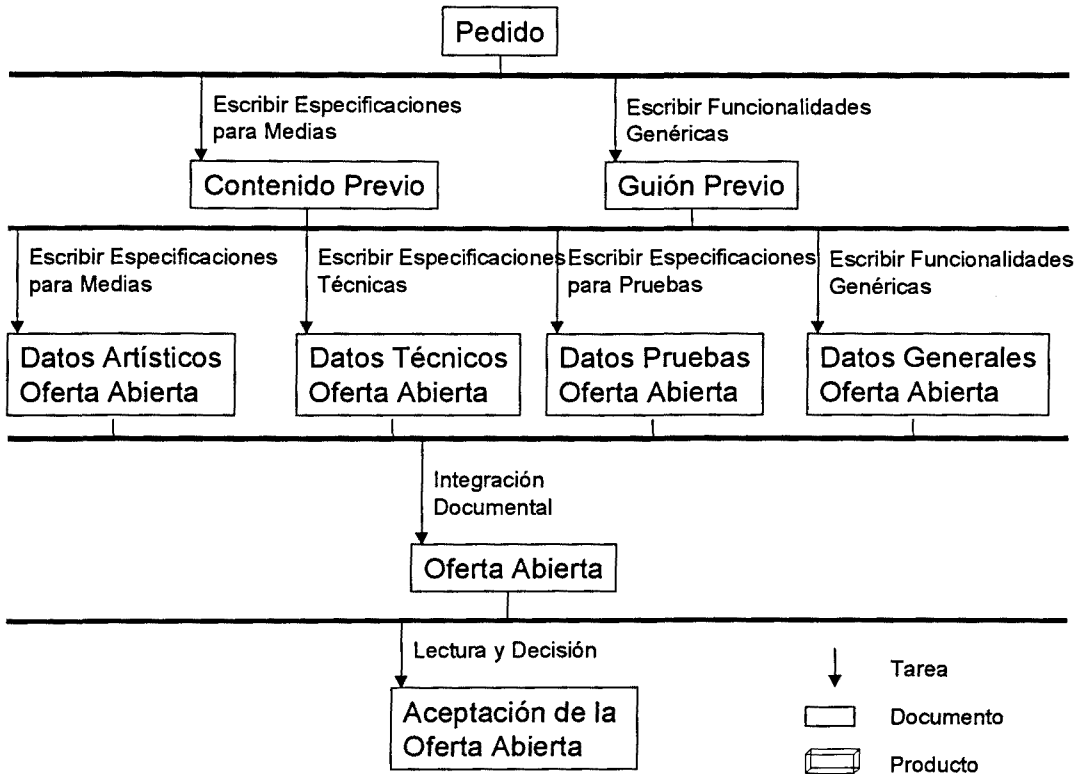 Pedido
Escribir Especificaciones
para Medias
Escribir Funcionalidades
Genéricas
Contenido Previo
Guión Previo
Escribir Especificaciones
para Medias
Escribir Especificaciones
Técnicas
Escribir Especificaciones
para Pruebas
Escribir Funcionalidades
Genéricas
Datos Artísticos
Oferta Abierta
Datos Técnicos
Oferta Abierta
Datos Pruebas
Oferta Abierta
Datos Generales
Oferta Abierta
Integración
Documental
Oferta Abierta
Lectura y Decisión
Aceptación de la
Oferta Abierta
Tarea
Documento
Producto